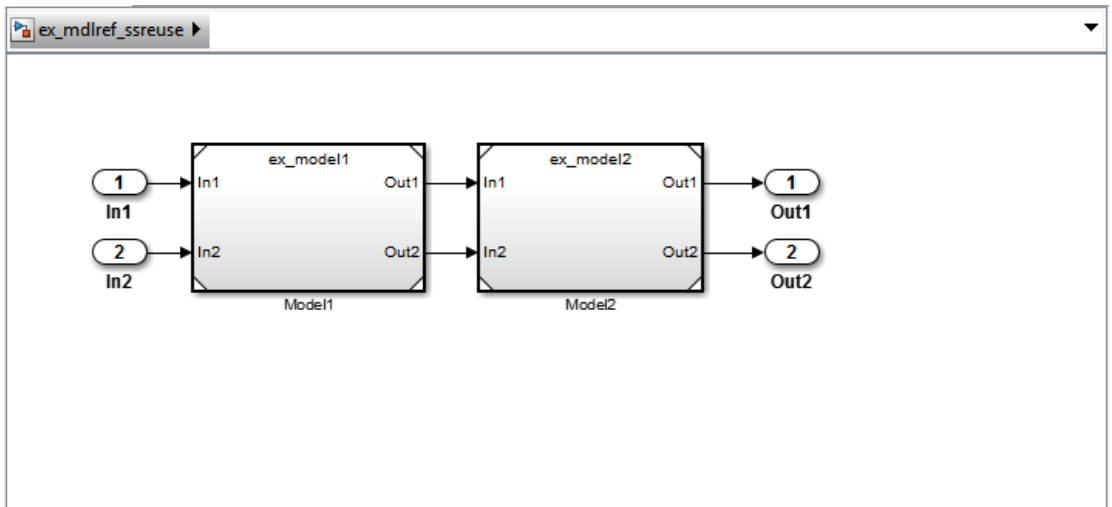 ex_mdlref_ssreuse
ex_model1 ex_model2
1 In1 Out1 In1 Out1 1
In1 Out1
2 In2 Out2 In2 Out2 2
In2 Out2
Model1 Model2